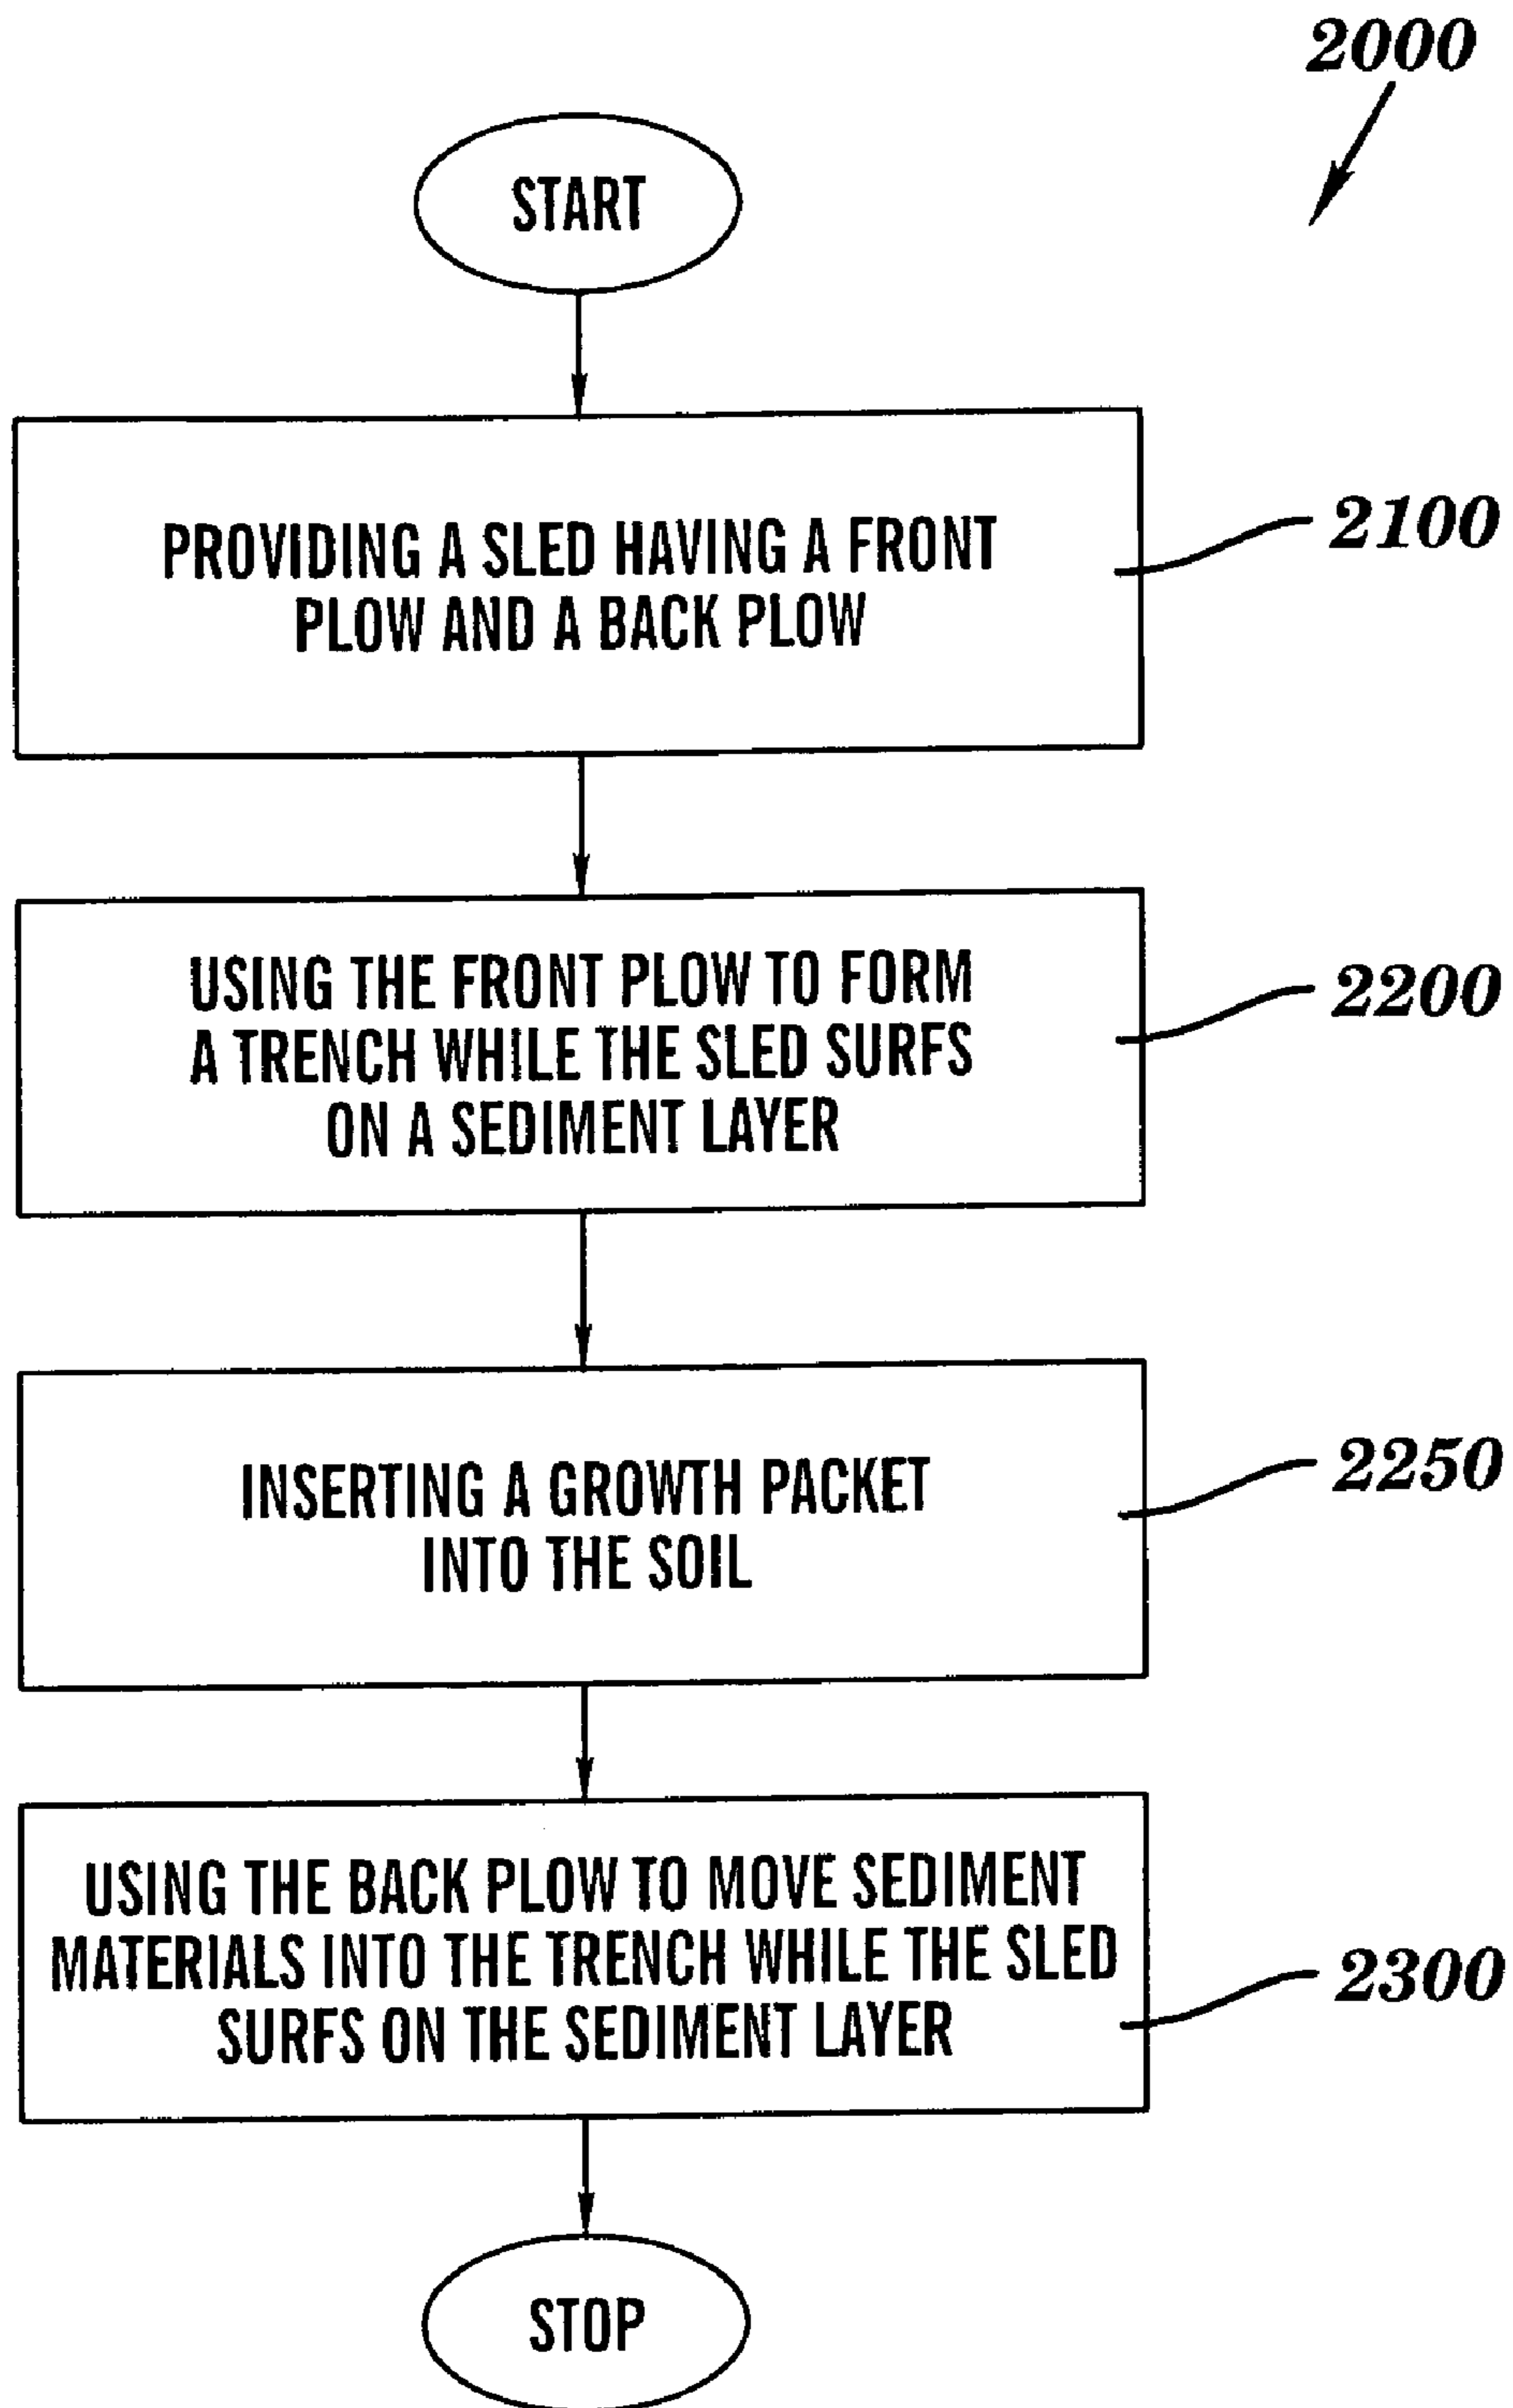 2000
START
PROVIDING A SLED HAVING A FRONT
PLOW AND A BACK PLOW
2100
USING THE FRONT PLOW TO FORM
A TRENCH WHILE THE SLED SURFS
ON A SEDIMENT LAYER
2200
INSERTING A GROWTH PACKET
INTO THE SOIL
2250
USING THE BACK PLOW TO MOVE SEDIMENT
MATERIALS INTO THE TRENCH WHILE THE SLED
SURFS ON THE SEDIMENT LAYER
2300
STOP